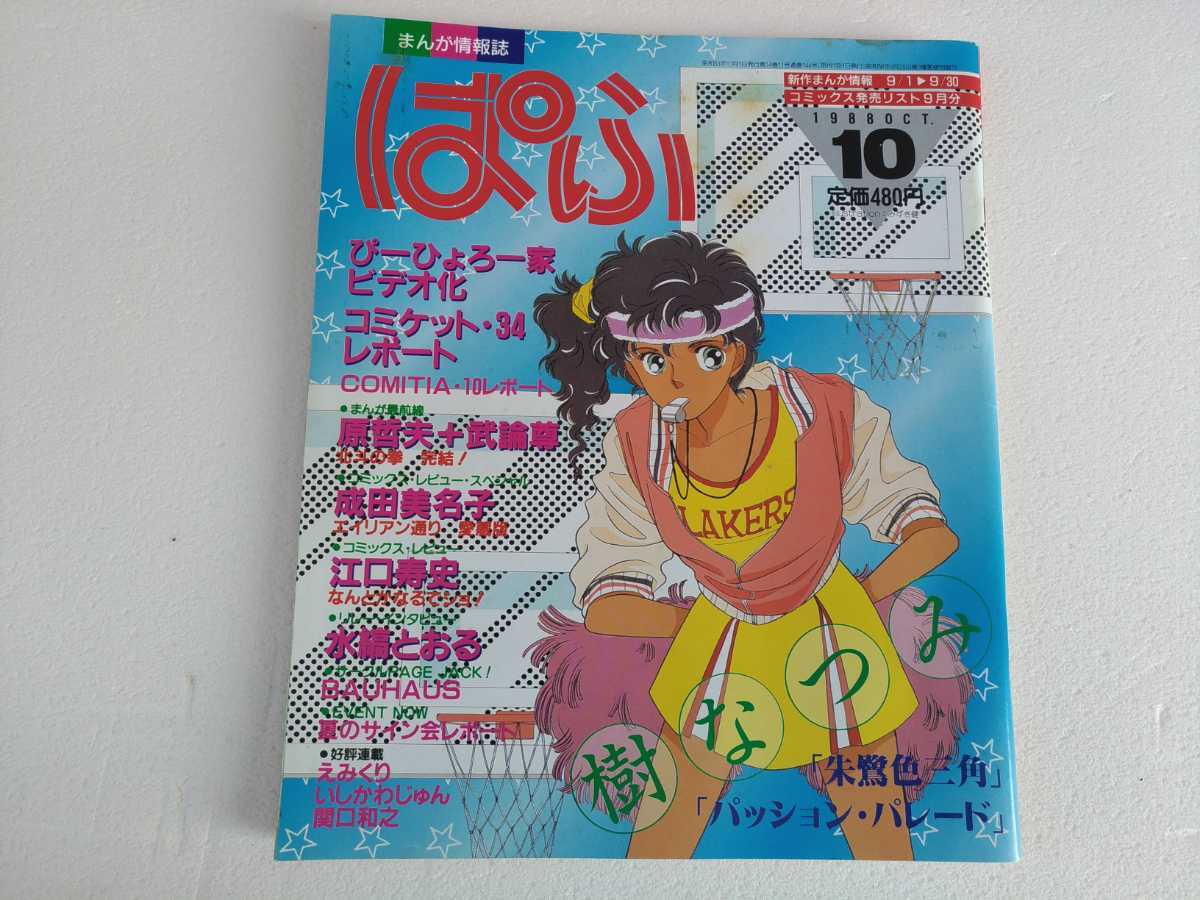 まんが情報誌
ぱふ
新作まんが情報 9/1▶9/30
コミックス発売リスト9月分
1988 OCT.
10
定価480円
ぴーひょろ一家
ビデオ化
コミケット・34
レポート
COMITIA・10レポート
●まんが最前線
原哲夫+武論尊
北斗の拳 完結!
●コミックス・レビュー・スペシャル
成田美名子
エイリアン通り
●コミックス・レビュー
江口寿史
なんとかなるでショ!
水縞とおる
PAGE JACK!
BAUHAUS
●EVENT NOW
夏のサイン会レポート
●好評連載
えみくり
いしかわじゅん
関口和之
LAKERS
樹なつみ
「朱鷺色三角」
「パッション・パレード」